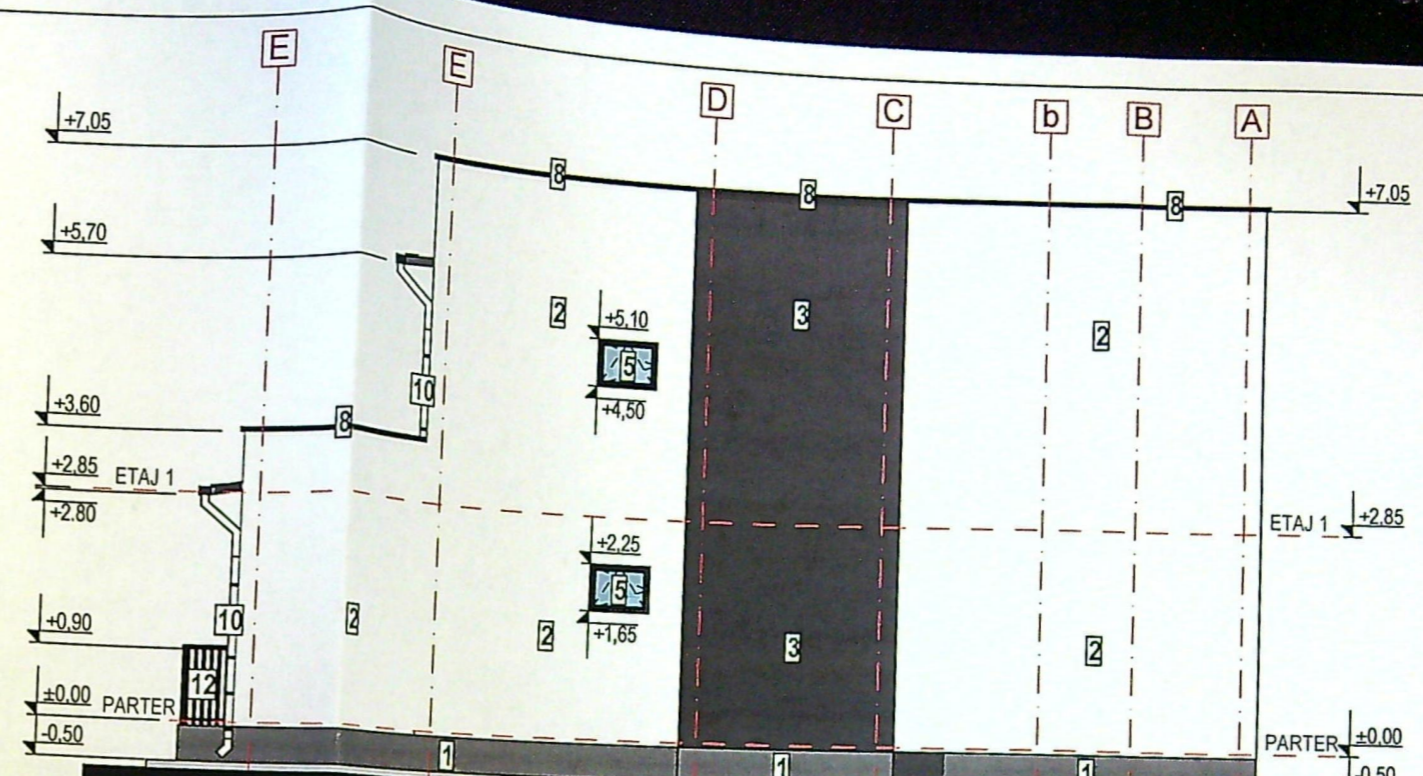 E E D C b B A
+7,05
8 8 8
+7,05
+5,70
2 +5,10 3 2
5
10
+4,50
+3.60
8
+2,85 ETAJ 1
+2.80
ETAJ 1 +2,85
+2,25
5
10 2 2 +1,65 3 2
+0,90
12
±0.00 PARTER
PARTER ±0.00
-0,50
1 1 1
-0,50